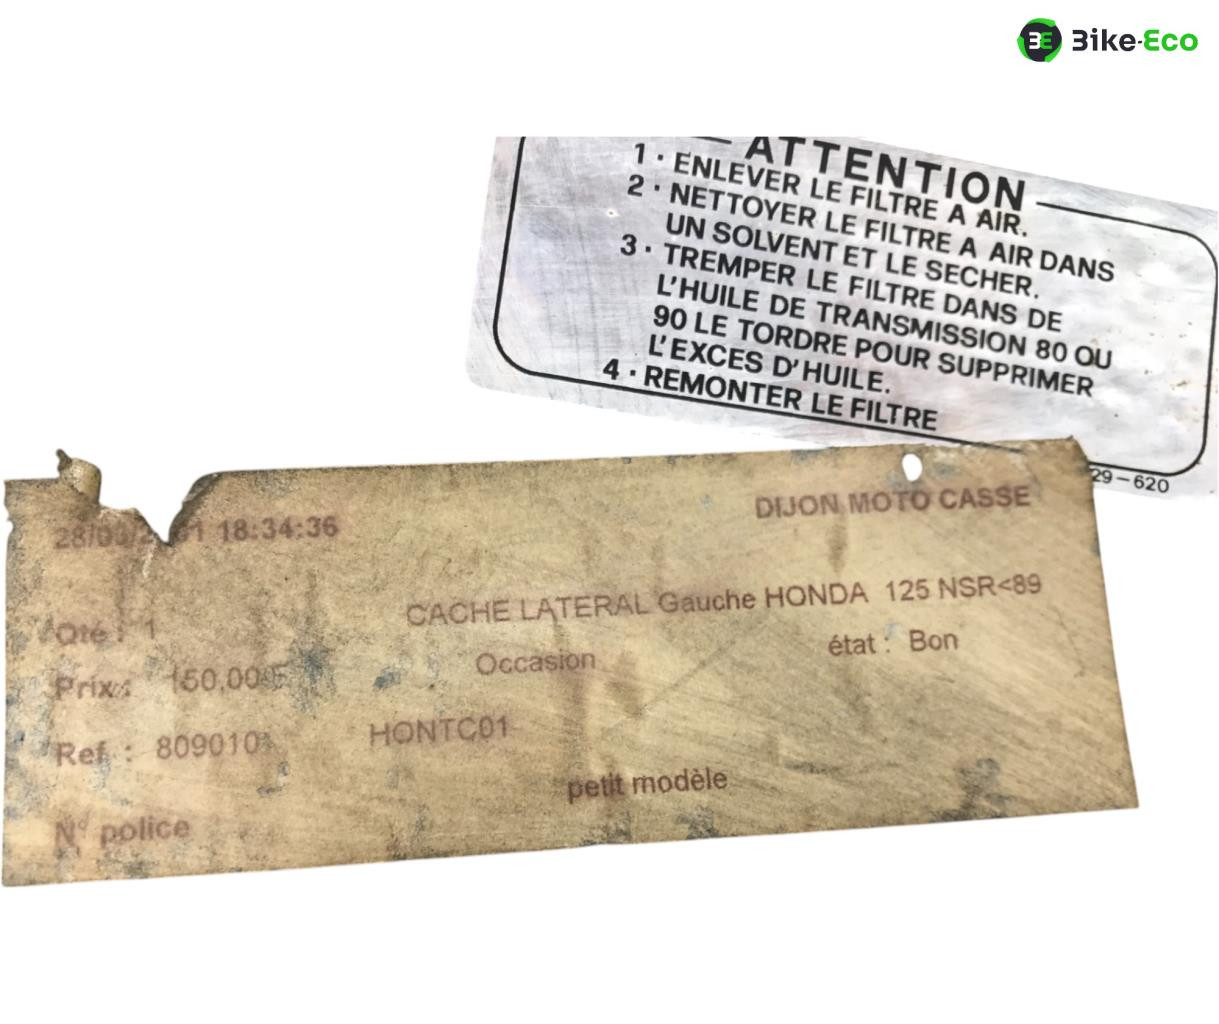 Bike-Eco
ATTENTION
1 · ENLEVER LE FILTRE A AIR.
2 · NETTOYER LE FILTRE A AIR DANS
UN SOLVENT ET LE SECHER.
3 · TREMPER LE FILTRE DANS DE
L'HUILE DE TRANSMISSION 80 OU
90 LE TORDRE POUR SUPPRIMER
L'EXCES D'HUILE.
4 · REMONTER LE FILTRE
29-620
18:34:36
DIJON MOTO CASSE
CACHE LATERAL Gauche HONDA 125 NSR<89
Qté : 1
Occasion
état : Bon
Prix :
Ref : 809010
HONTC01
petit modèle
N° police